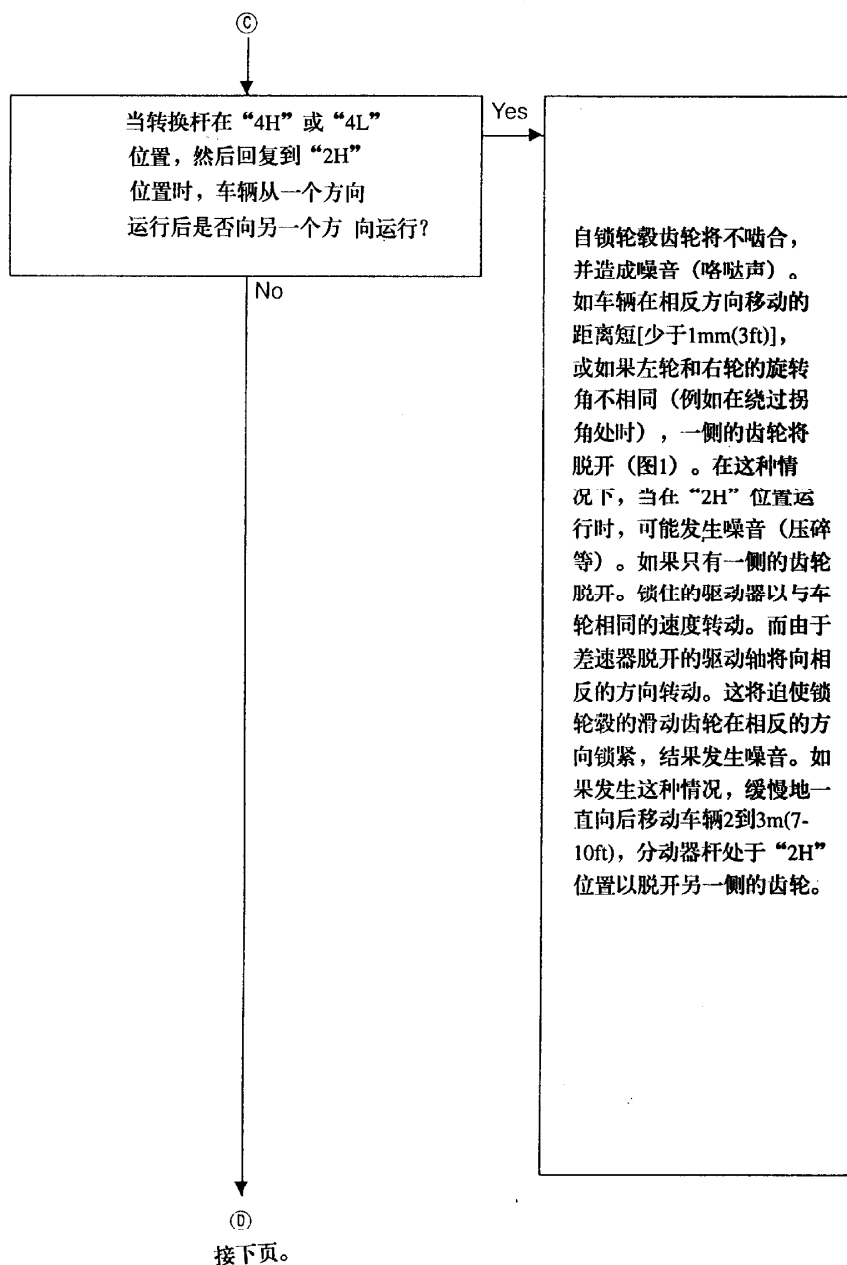 Ⓒ
当转换杆在“4H”或“4L”
位置，然后回复到“2H”
位置时，车辆从一个方向
运行后是否向另一个方 向运行？
Yes
No
自锁轮毂齿轮将不啮合，
并造成噪音（咯哒声）。
如车辆在相反方向移动的
距离短[少于1mm(3ft)]，
或如果左轮和右轮的旋转
角不相同（例如在绕过拐
角处时），一侧的齿轮将
脱开（图1）。在这种情
况下，当在“2H”位置运
行时，可能发生噪音（压碎
等）。如果只有一侧的齿轮
脱开。锁住的驱动器以与车
轮相同的速度转动。而由于
差速器脱开的驱动轴将向相
反的方向转动。这将迫使锁
轮毂的滑动齿轮在相反的方
向锁紧，结果发生噪音。如
果发生这种情况，缓慢地一
直向后移动车辆2到3m(7-
10ft)，分动器杆处于“2H”
位置以脱开另一侧的齿轮。
Ⓓ
接下页。